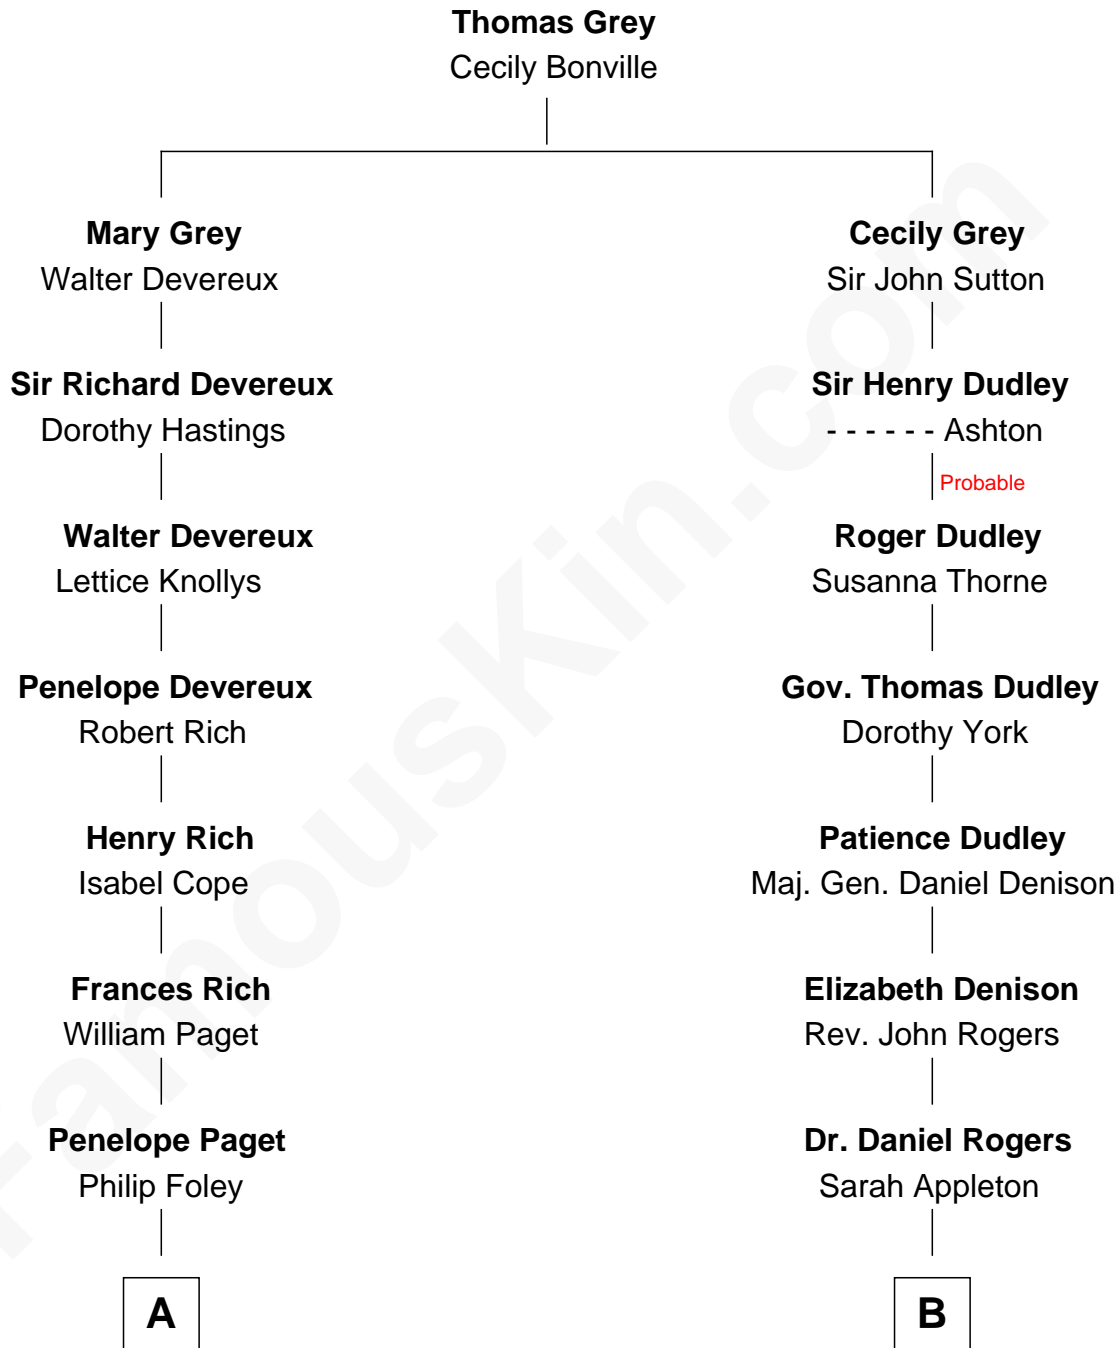 Thomas Grey
Cecily Bonville
Mary Grey
Walter Devereux
Cecily Grey
Sir John Sutton
Sir Richard Devereux
Dorothy Hastings
Sir Henry Dudley
- - - - - - Ashton
Probable
Walter Devereux
Lettice Knollys
Roger Dudley
Susanna Thorne
Penelope Devereux
Robert Rich
Gov. Thomas Dudley
Dorothy York
Henry Rich
Isabel Cope
Patience Dudley
Maj. Gen. Daniel Denison
Frances Rich
William Paget
Elizabeth Denison
Rev. John Rogers
Penelope Paget
Philip Foley
Dr. Daniel Rogers
Sarah Appleton
A
B
FamousKin.com